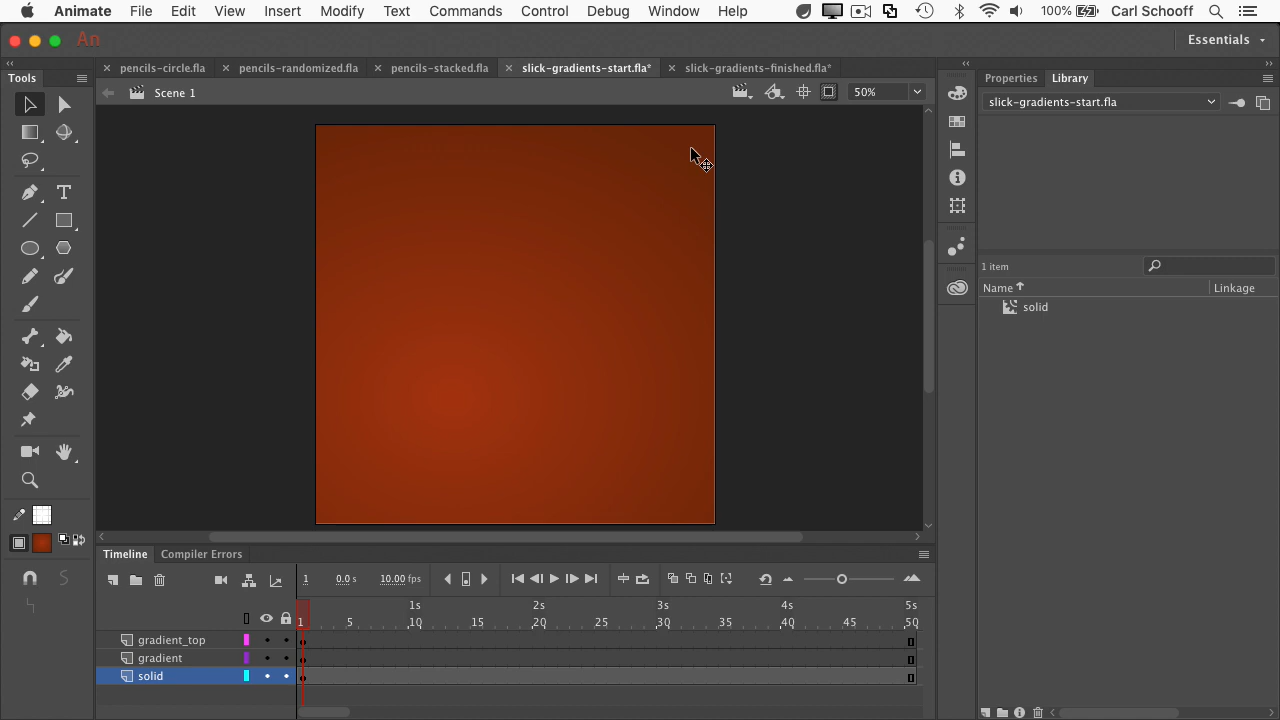 Animate File Edit View Insert Modify Text Commands Control Debug Window Help 100% Carl Schooff
An Essentials
Tools
pencils-circle.fla pencils-randomized.fla pencils-stacked.fla slick-gradients-start.fla* slick-gradients-finished.fla*
Scene 1 50%
Properties Library
slick-gradients-start.fla
1 item
Name Linkage
solid
T
Timeline Compiler Errors
1 0.0 s 10.00 fps
1s 2s 3s 4s 5s
1 5 10 15 20 25 30 35 40 45 50
gradient_top
gradient
solid